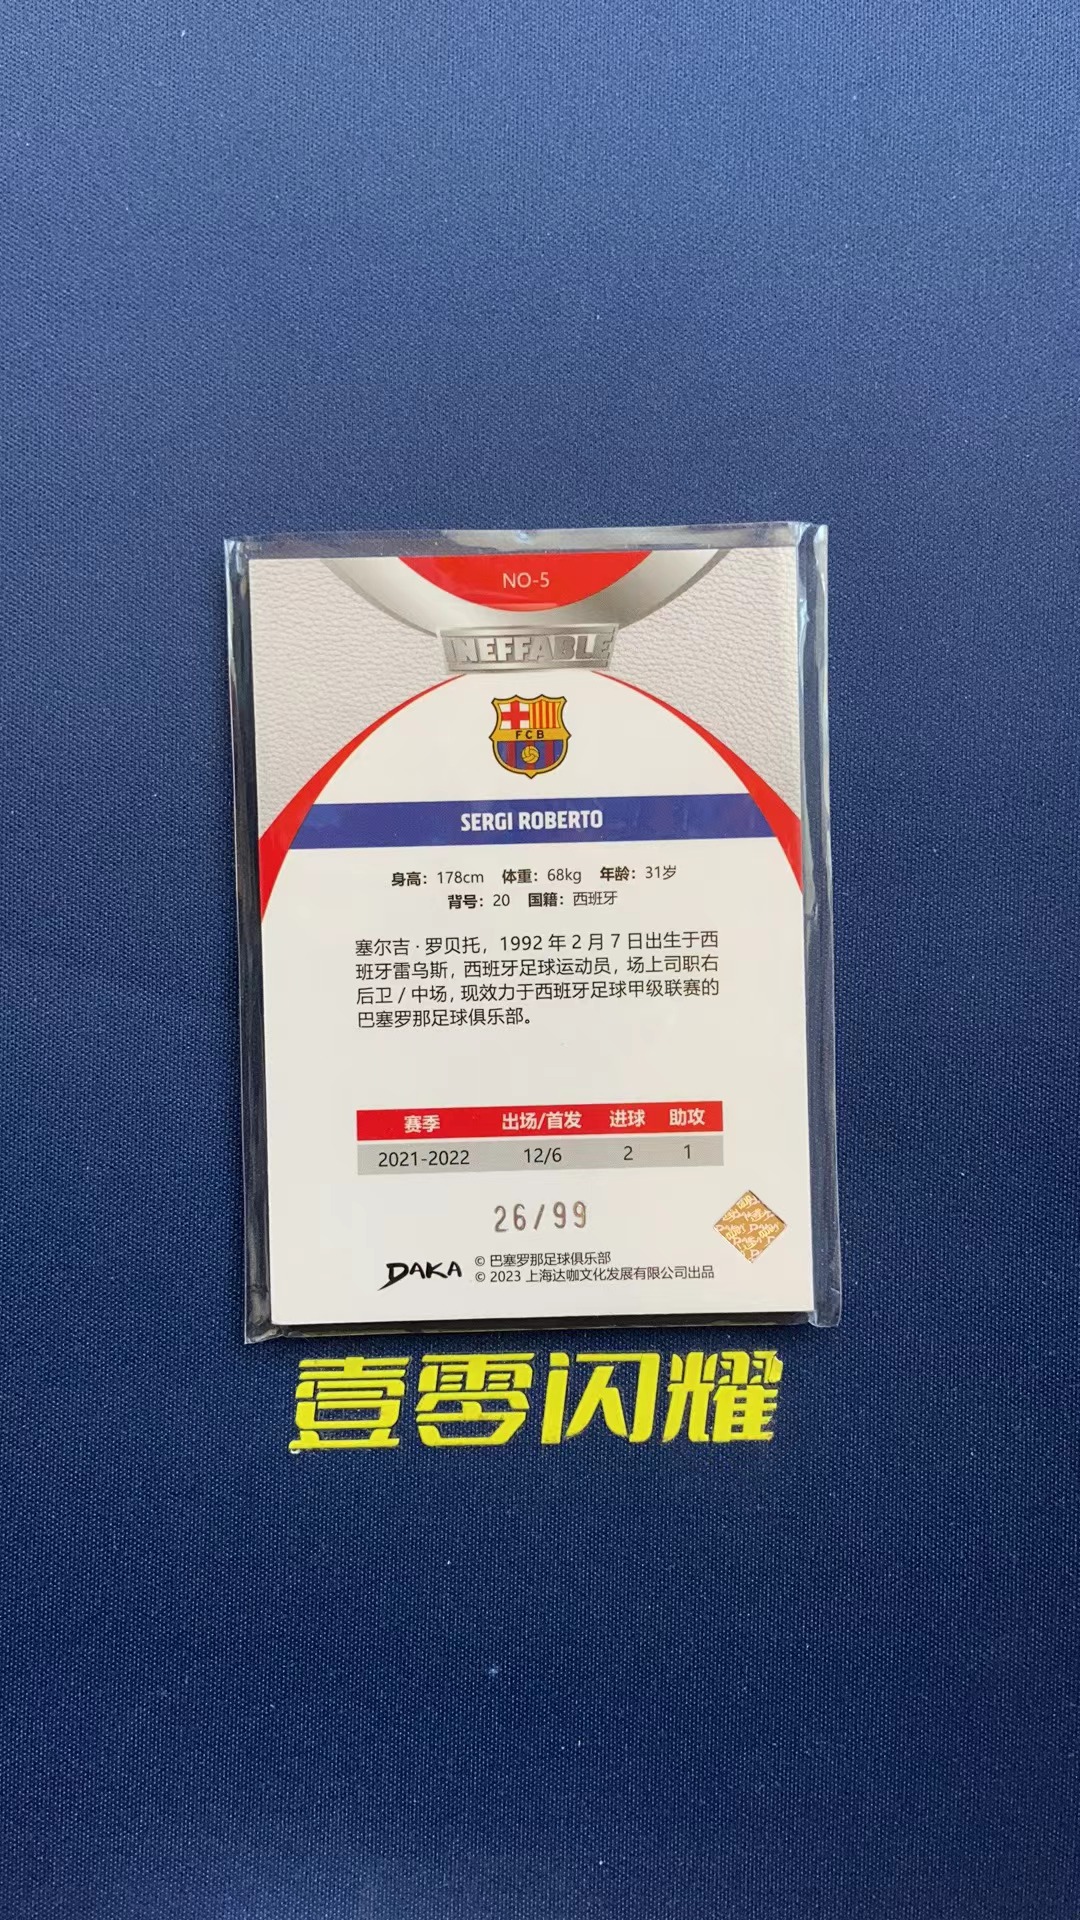 NO-5
INEFFABLE
FCB
SERGI ROBERTO
身高：178cm 体重：68kg 年龄：31岁
背号：20 国籍：西班牙
塞尔吉·罗贝托，1992 年 2 月 7 日出生于西
班牙雷乌斯，西班牙足球运动员，场上司职右
后卫 / 中场，现效力于西班牙足球甲级联赛的
巴塞罗那足球俱乐部。
赛季 出场/首发 进球 助攻
2021-2022 12/6 2 1
26/99
DAKA
© 巴塞罗那足球俱乐部
© 2023 上海达咖文化发展有限公司出品
壹零闪耀